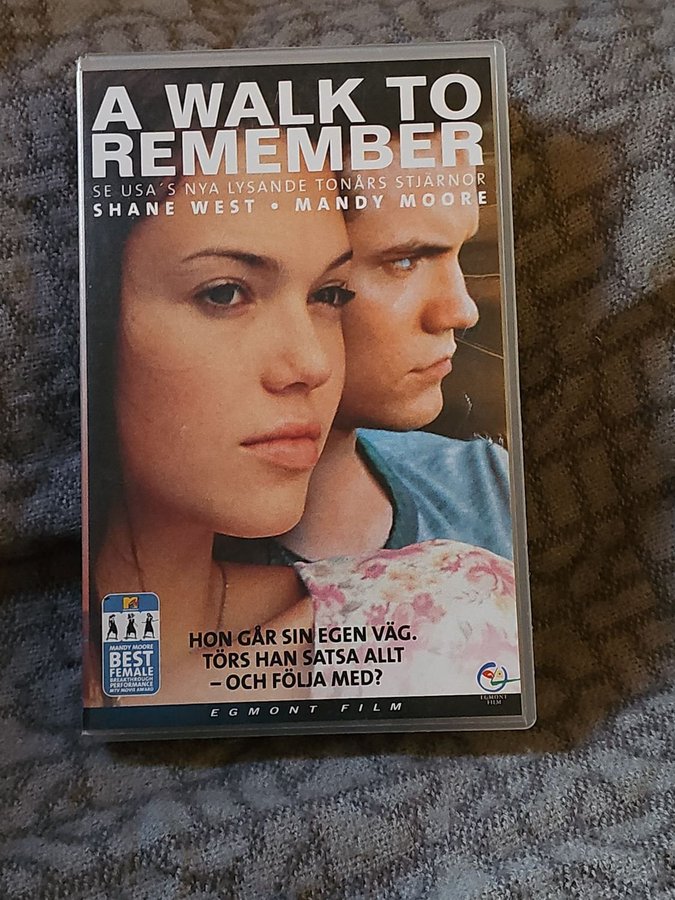 A WALK TO
REMEMBER
SE USA´S NYA LYSANDE TONÅRS STJÄRNOR
SHANE WEST • MANDY MOORE
HON GÅR SIN EGEN VÄG.
TÖRS HAN SATSA ALLT
– OCH FÖLJA MED?
MANDY MOORE
BEST
FEMALE
BREAKTHROUGH
PERFORMANCE
MTV MOVIE AWARD
EGMONT
FILM
EGMONT FILM